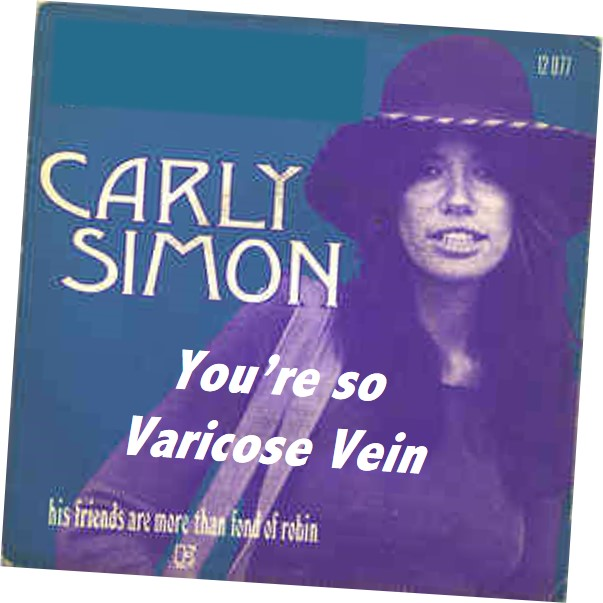 12 077
CARLY
SIMON
You're so
Varicose Vein
his friends are more than fond of robin